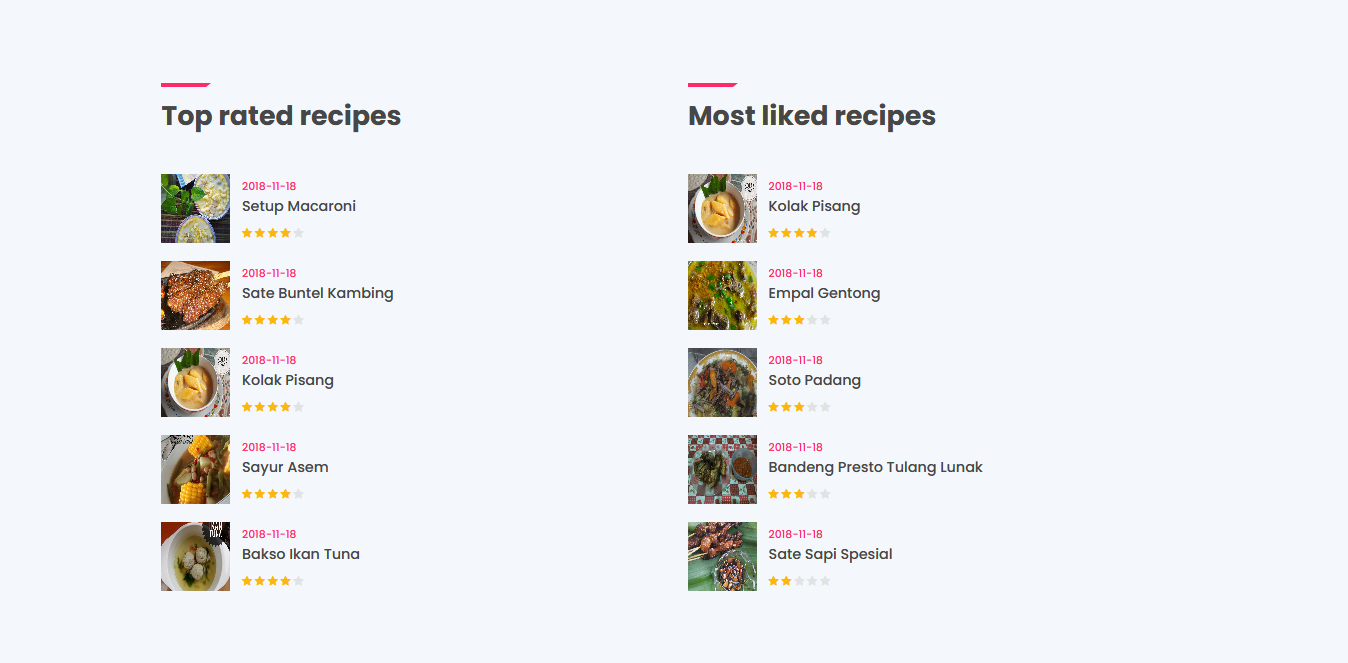 Top rated recipes
2018-11-18
Setup Macaroni
2018-11-18
Sate Buntel Kambing
2018-11-18
Kolak Pisang
2018-11-18
Sayur Asem
2018-11-18
Bakso Ikan Tuna
Most liked recipes
2018-11-18
Kolak Pisang
2018-11-18
Empal Gentong
2018-11-18
Soto Padang
2018-11-18
Bandeng Presto Tulang Lunak
2018-11-18
Sate Sapi Spesial